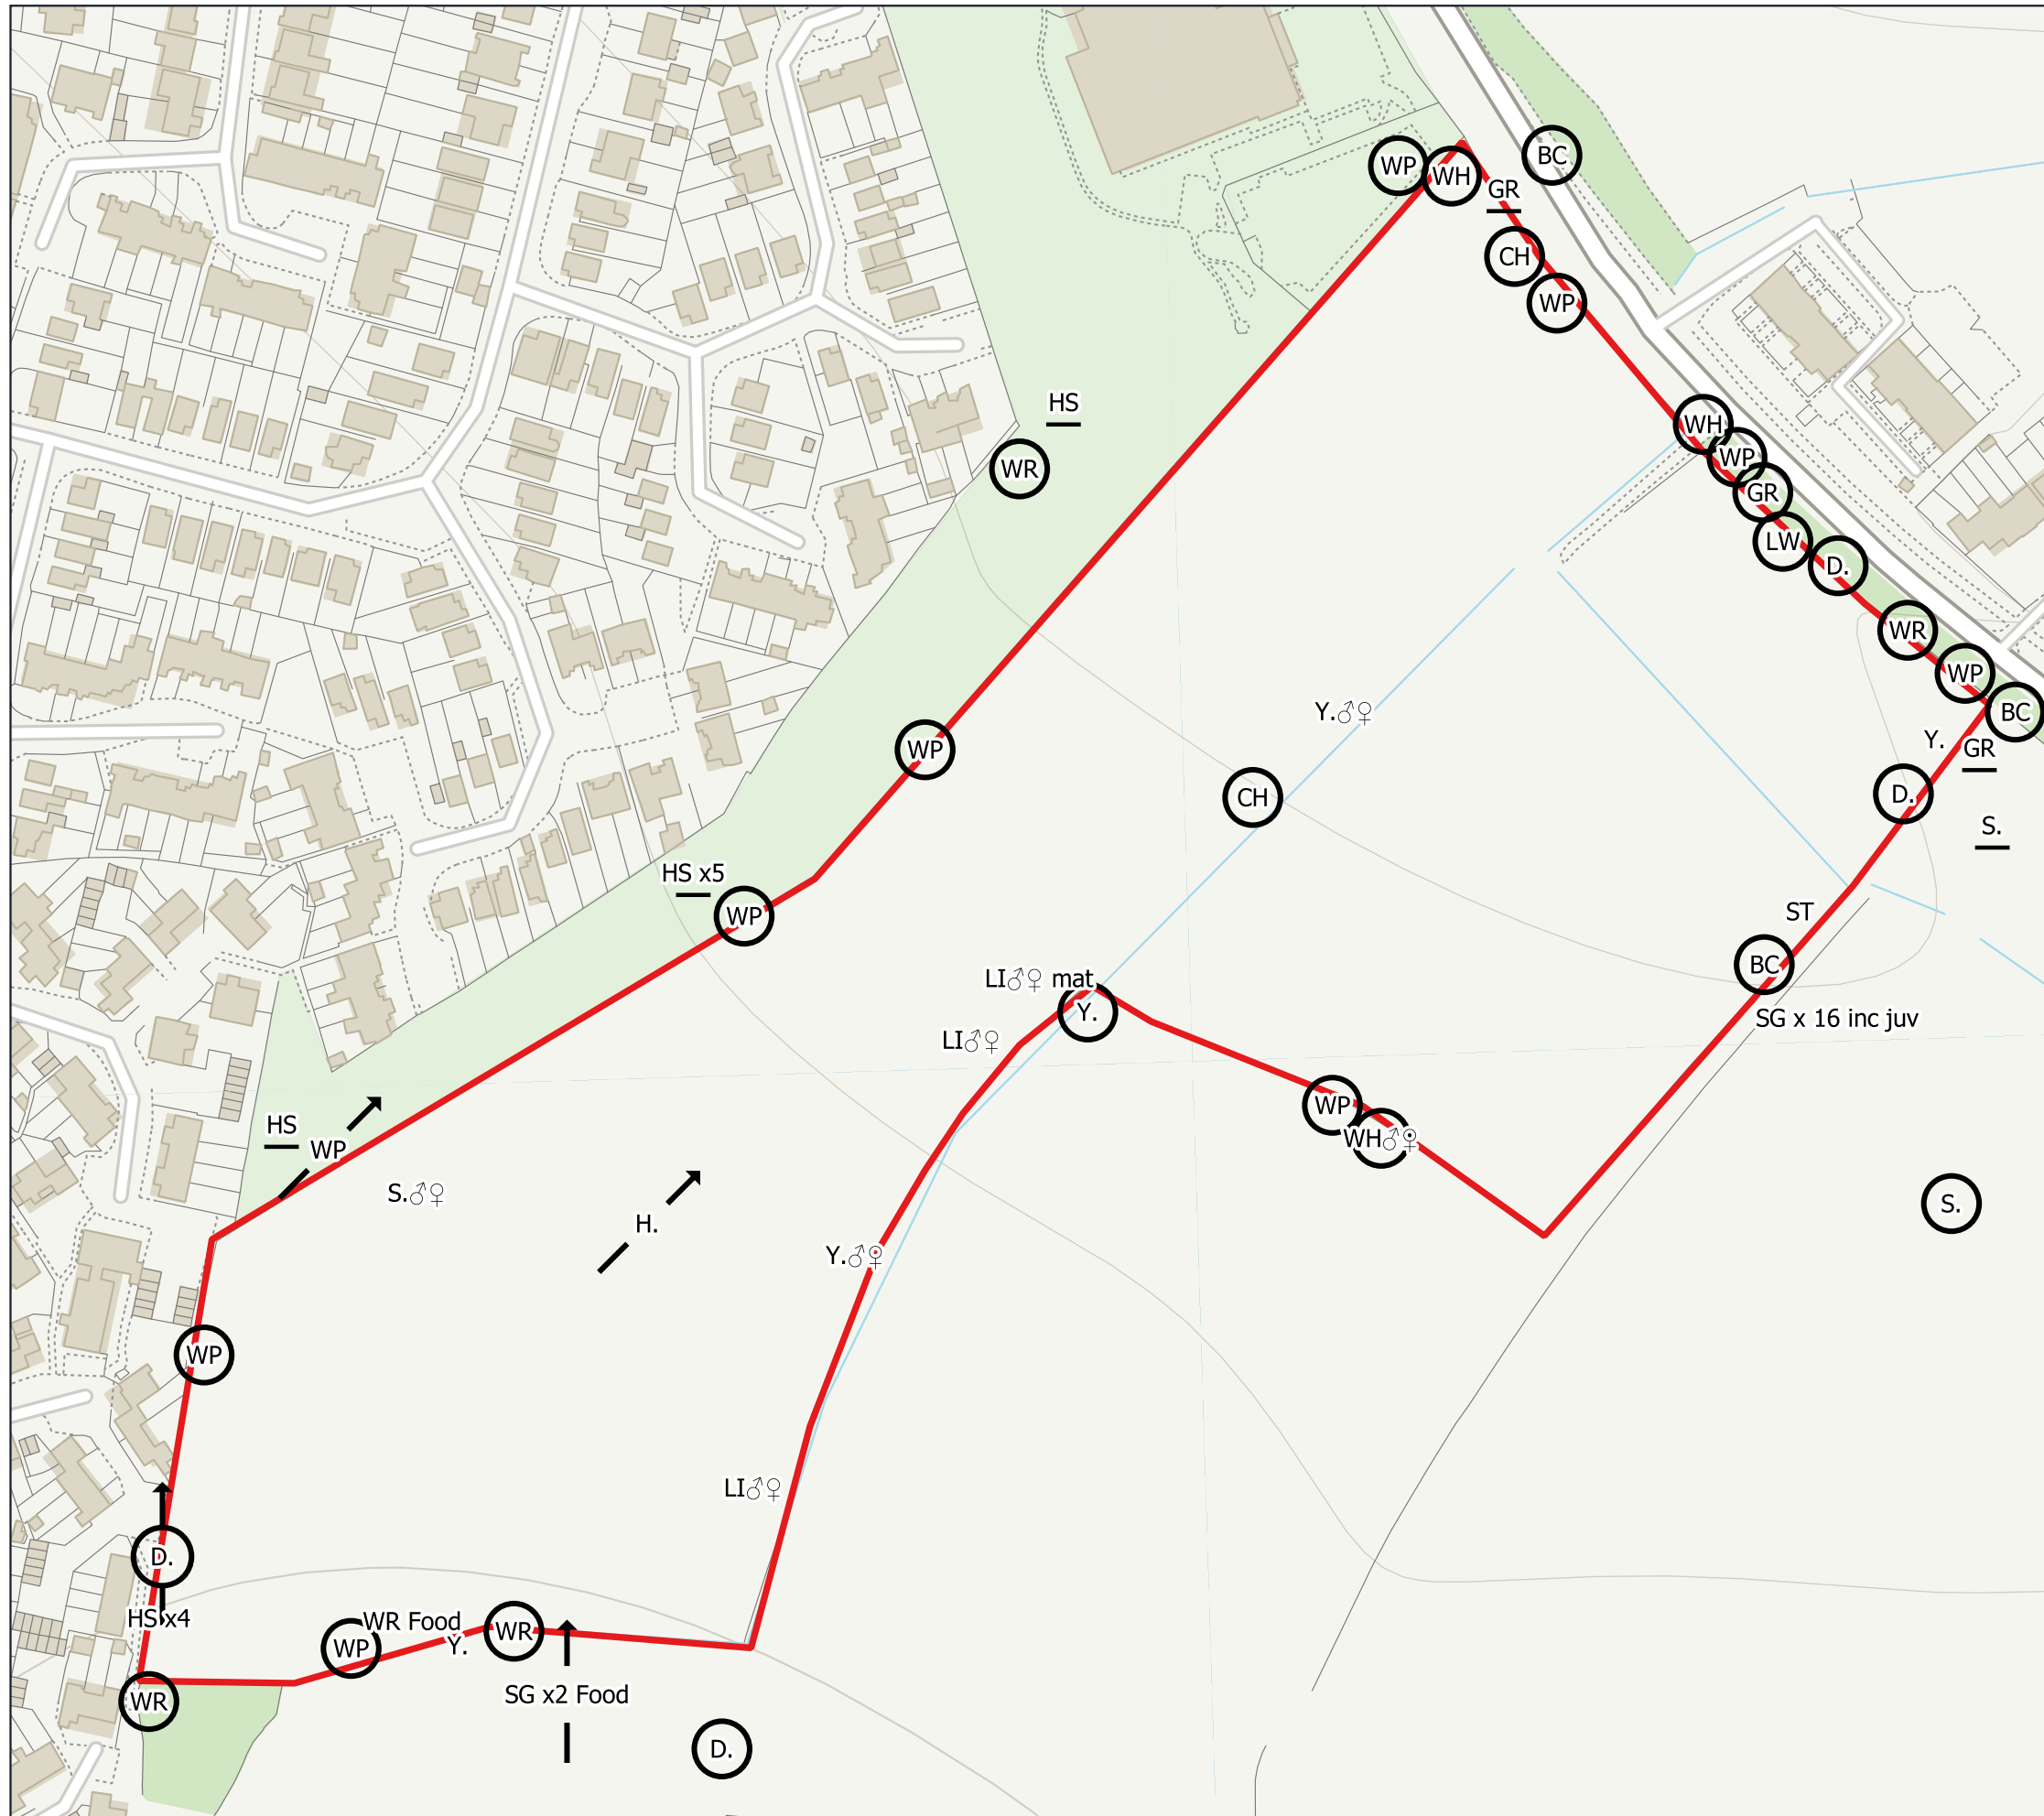 BC
WP
WH
GR
CH
WP
HS
WH
WR
WP
GR
LW
D.
WR
WP
Y.♂♀
BC
Y.
GR
WP
D.
CH
S.
HS x5
ST
WP
BC
LI♂♀ mat
Y.
SG x 16 inc juv
LI♂♀
WP
HS
WH♂♀
WP
S.♂♀
S.
H.
Y.♂♀
WP
LI♂♀
D.
HS x4
WR Food
WR
WP
Y.
SG x2 Food
WR
D.